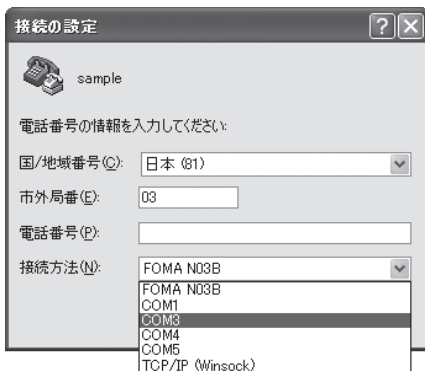 接続の設定
sample
電話番号の情報を入力してください:
国/地域番号(C): 日本 (81)
市外局番(E): 03
電話番号(P):
接続方法(N): FOMA N03B
FOMA N03B
COM1
COM3
COM4
COM5
TCP/IP (Winsock)